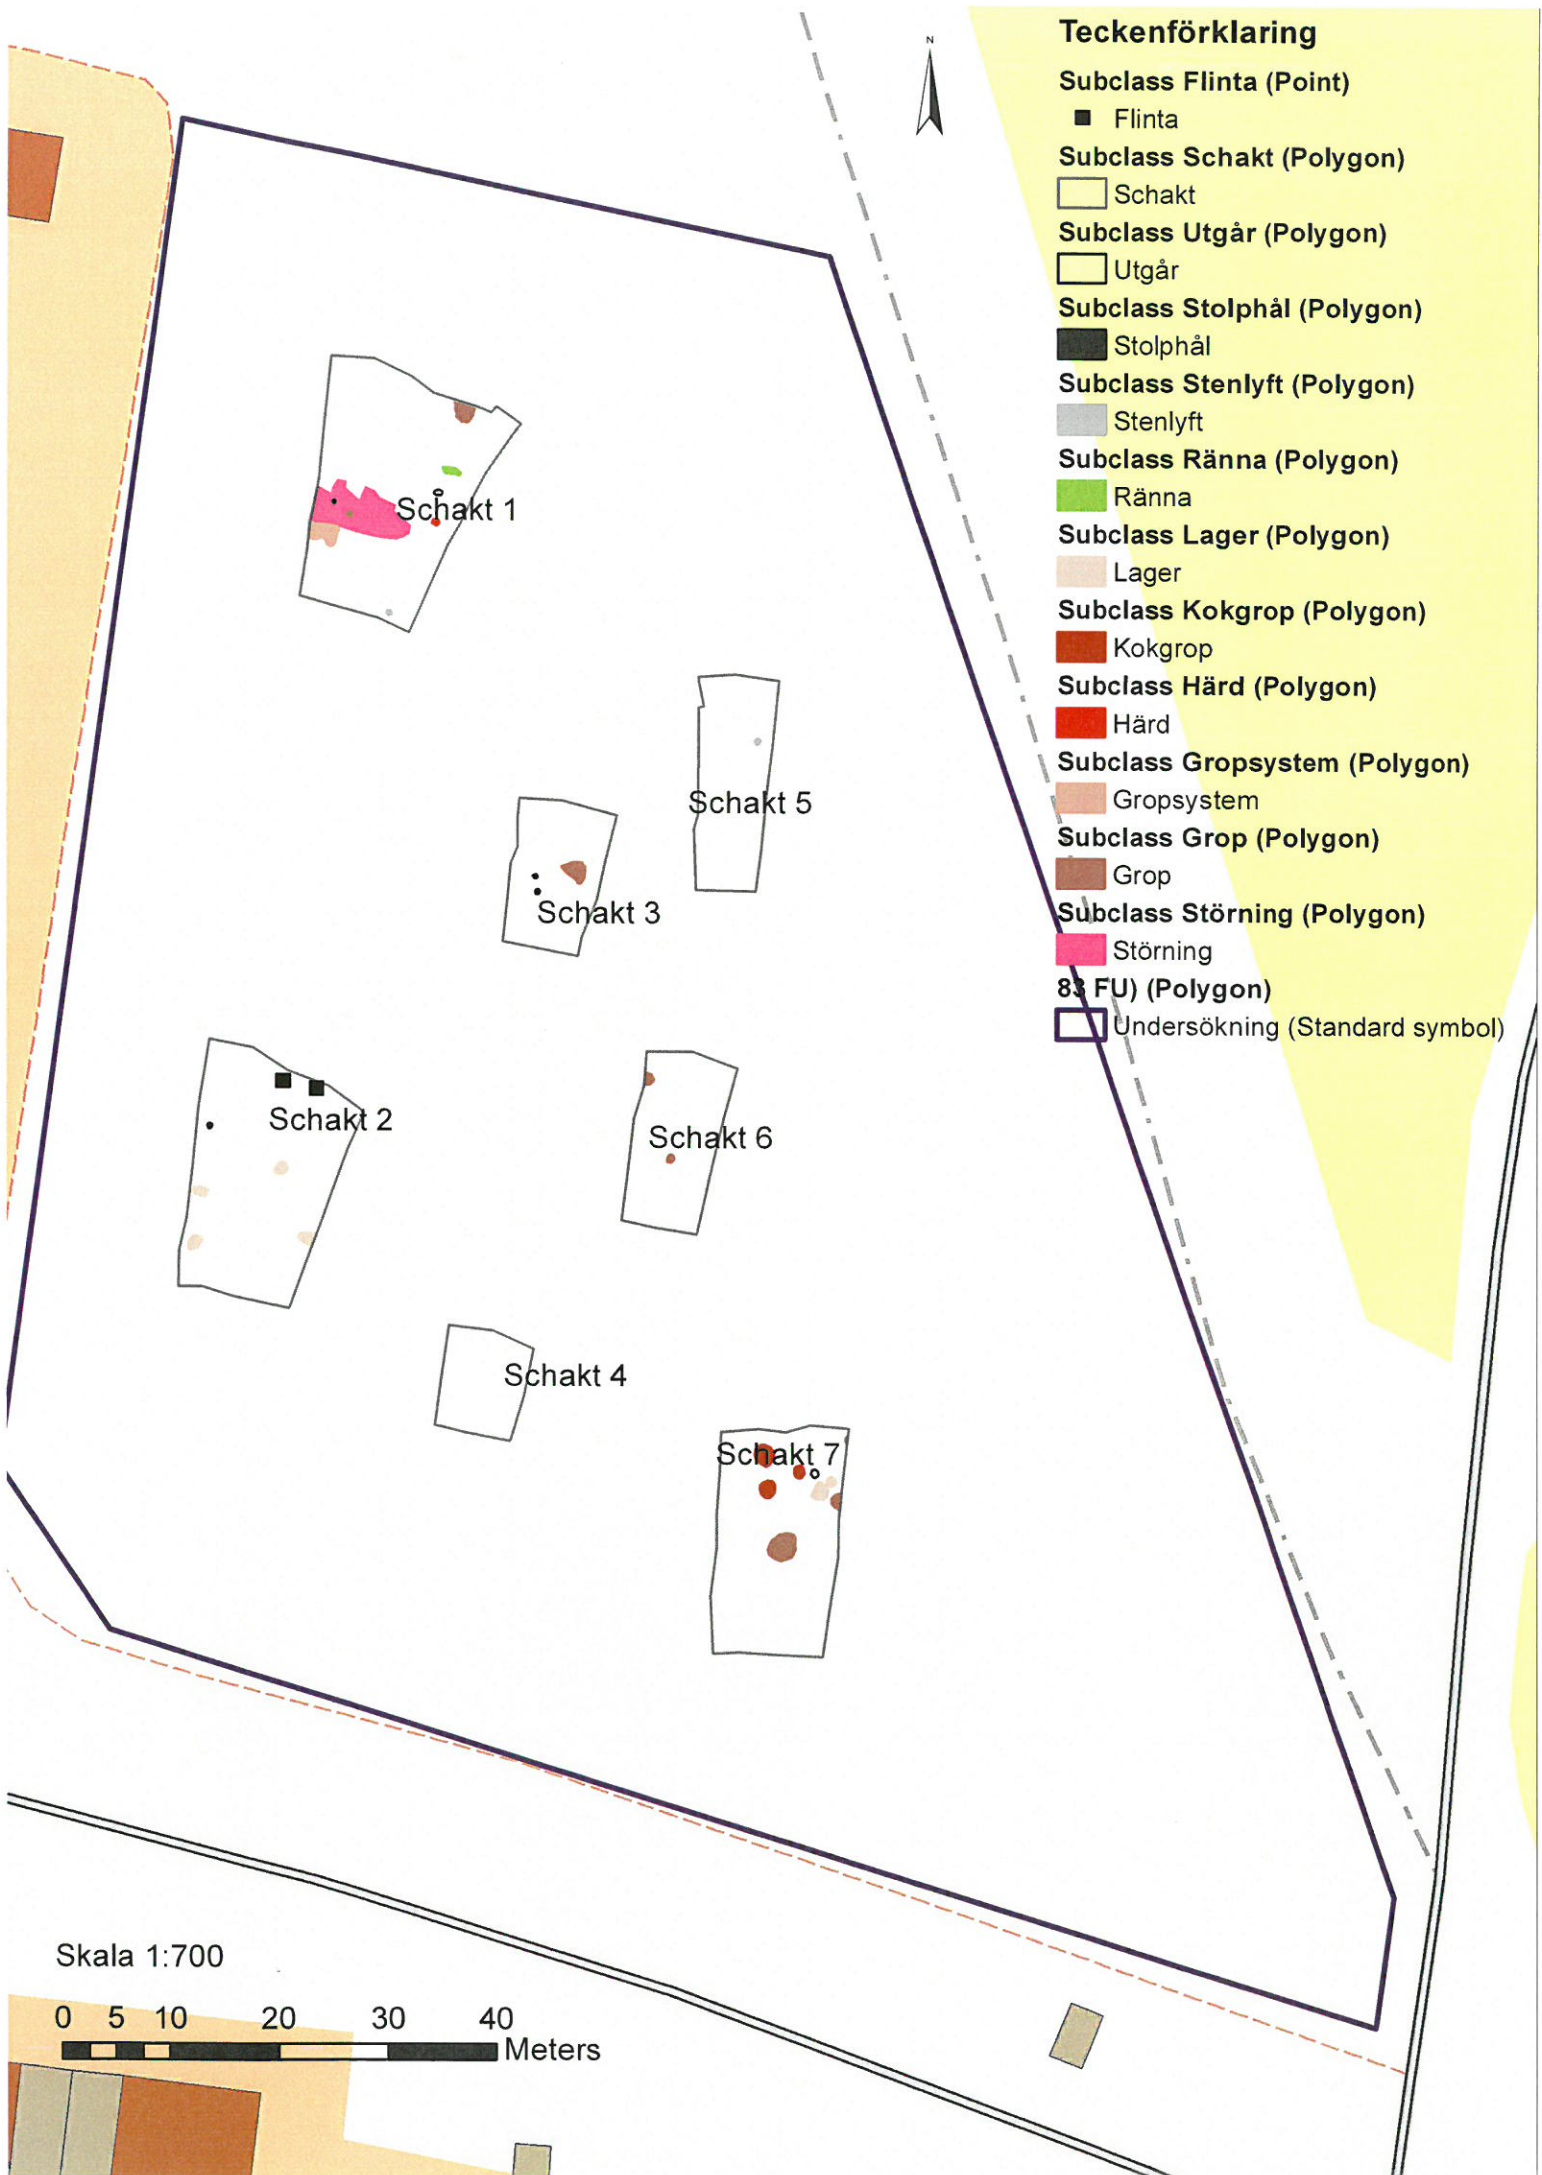 N
Teckenförklaring
Subclass Flinta (Point)
Flinta
Subclass Schakt (Polygon)
Schakt
Subclass Utgår (Polygon)
Utgår
Subclass Stolphål (Polygon)
Stolphål
Subclass Stenlyft (Polygon)
Stenlyft
Subclass Ränna (Polygon)
Ränna
Subclass Lager (Polygon)
Lager
Subclass Kokgrop (Polygon)
Kokgrop
Subclass Härd (Polygon)
Härd
Subclass Gropsystem (Polygon)
Gropsystem
Subclass Grop (Polygon)
Grop
Subclass Störning (Polygon)
Störning
83 FU) (Polygon)
Undersökning (Standard symbol)
Schakt 1
Schakt 5
Schakt 3
Schakt 2
Schakt 6
Schakt 4
Schakt 7
Skala 1:700
0 5 10 20 30 40
Meters